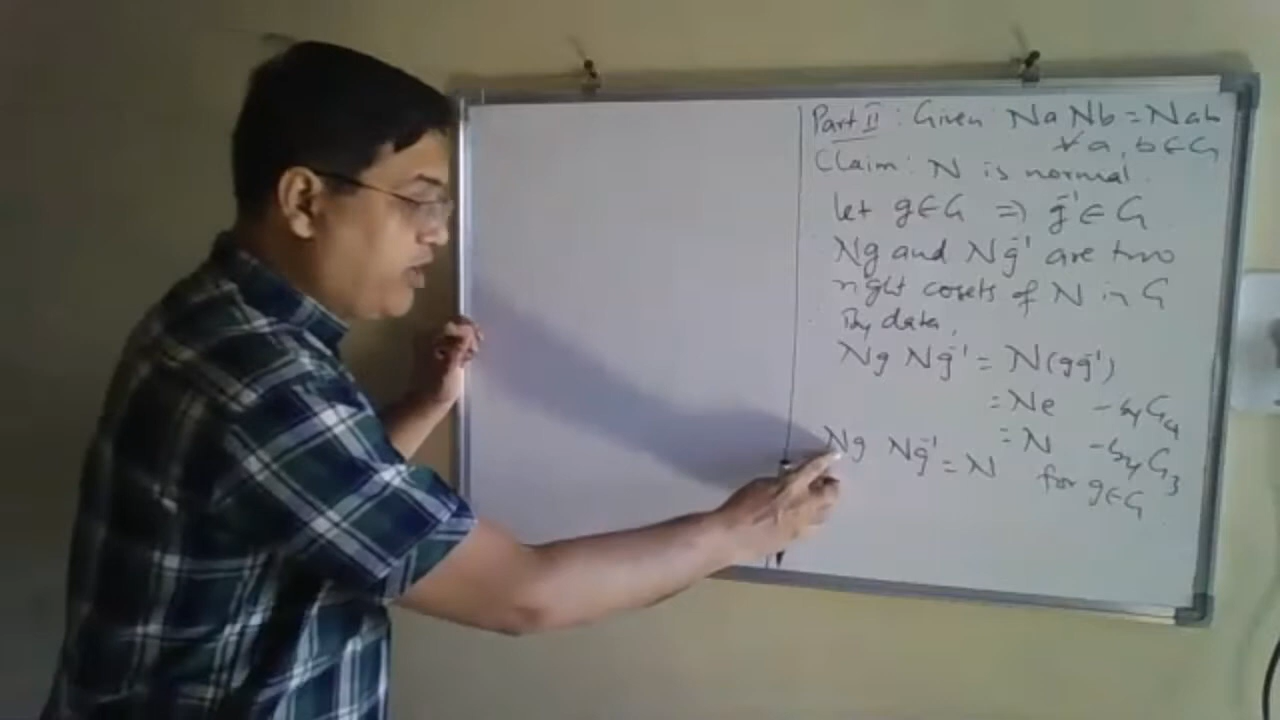 Part II : Given NaNb = Nab
∀ a, b ∈ G
Claim: N is normal.
let g∈G ⇒ g⁻¹ ∈ G
Ng and Ng⁻¹ are two
right cosets of N in G
By data,
Ng Ng⁻¹ = N(gg⁻¹)
= Ne - by G₄
= N - by G₃
Ng Ng⁻¹ = N for g∈G